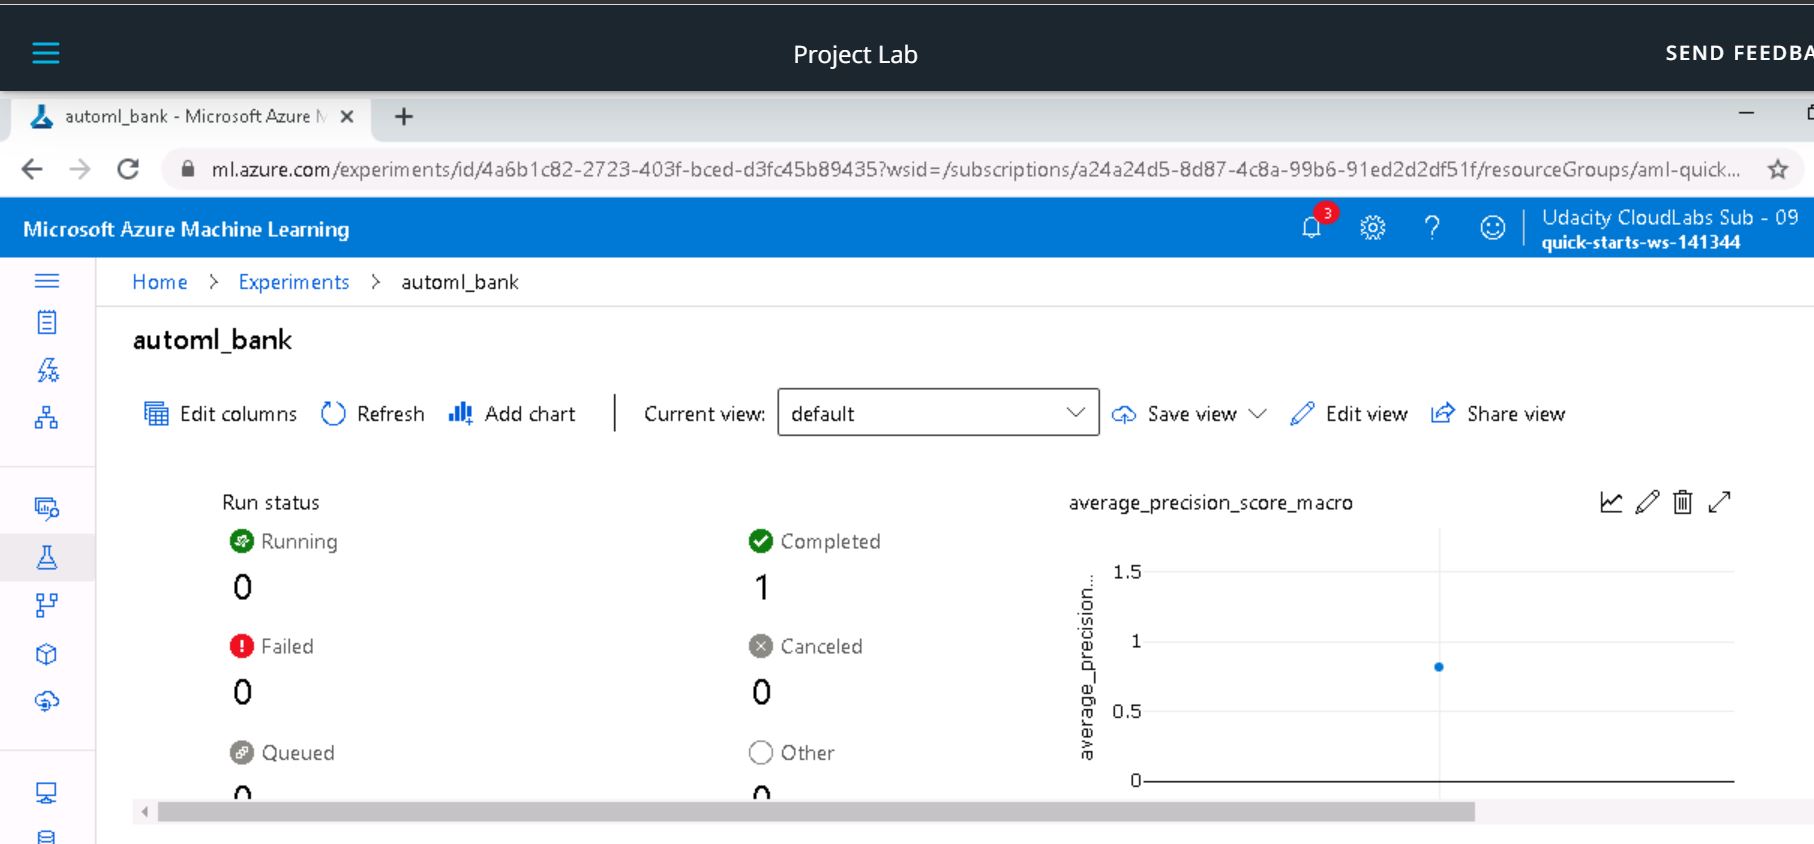 Project Lab
SEND FEEDBA
automl_bank - Microsoft Azure M
ml.azure.com/experiments/id/4a6b1c82-2723-403f-bced-d3fc45b89435?wsid=/subscriptions/a24a24d5-8d87-4c8a-99b6-91ed2d2df51f/resourceGroups/aml-quick...
Microsoft Azure Machine Learning
3
Udacity CloudLabs Sub - 09
quick-starts-ws-141344
Home > Experiments > automl_bank
automl_bank
Edit columns Refresh Add chart Current view: default Save view Edit view Share view
Run status
Running
0
Completed
1
Failed
0
Canceled
0
Queued
0
Other
0
average_precision_score_macro
average_precision...
1.5
1
0.5
0